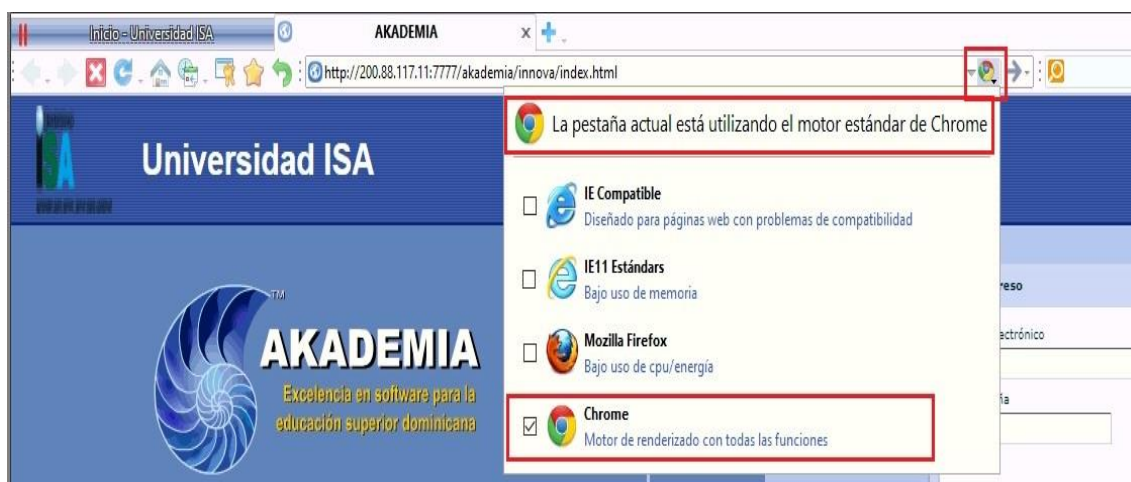 Inicio - Universidad ISA
AKADEMIA
http://200.88.117.11:7777/akademia/innova/index.html
La pestaña actual está utilizando el motor estándar de Chrome
ISA
Universidad ISA
IE Compatible
Diseñado para páginas web con problemas de compatibilidad
IE11 Estándars
Bajo uso de memoria
reso
ectrónico
Mozilla Firefox
Bajo uso de cpu/energía
ña
Chrome
Motor de renderizado con todas las funciones
TM
AKADEMIA
Excelencia en software para la
educación superior dominicana